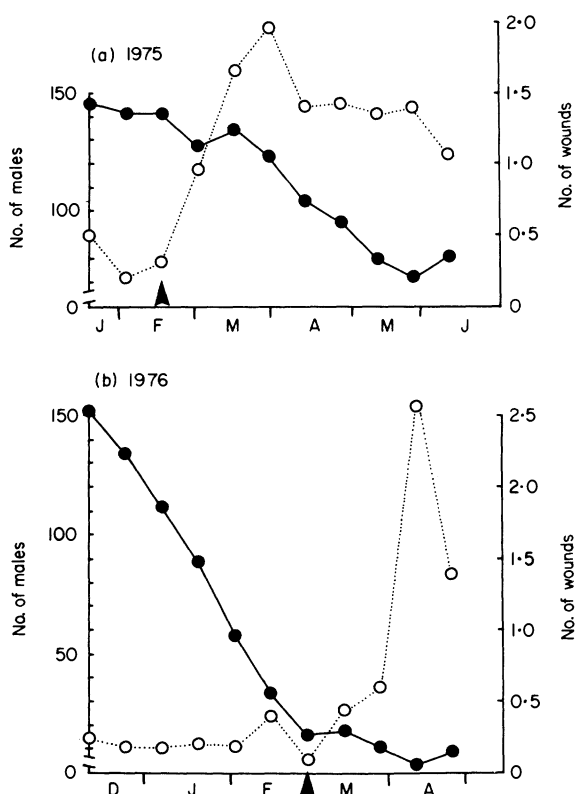 (a) 1975
2·0
150
1·5
No. of males
No. of wounds
1·0
100
0·5
0
0
J F M A M J
(b) 1976
150
2·5
2·0
100
1·5
No. of males
No. of wounds
1·0
50
0·5
0
0
D J F M A